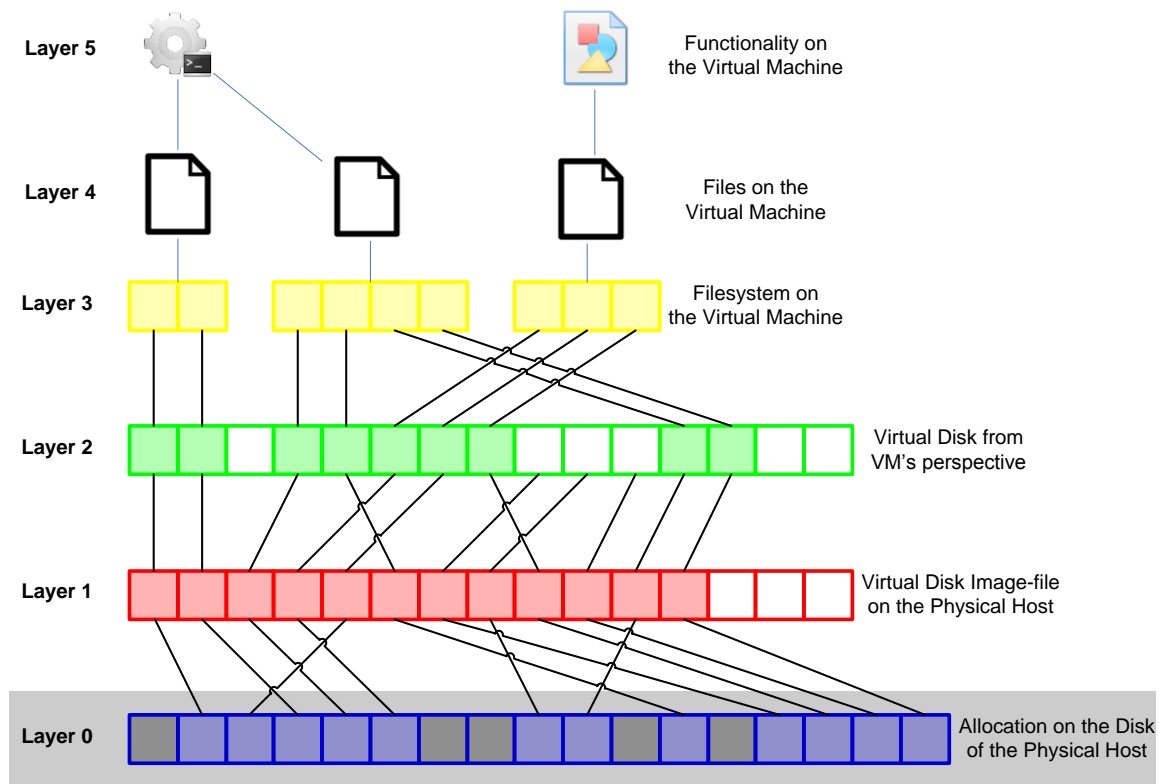 Layer 5
Functionality on
the Virtual Machine
>_
Layer 4
Files on the
Virtual Machine
Layer 3
Filesystem on
the Virtual Machine
Layer 2
Virtual Disk from
VM's perspective
Layer 1
Virtual Disk Image-file
on the Physical Host
Layer 0
Allocation on the Disk
of the Physical Host